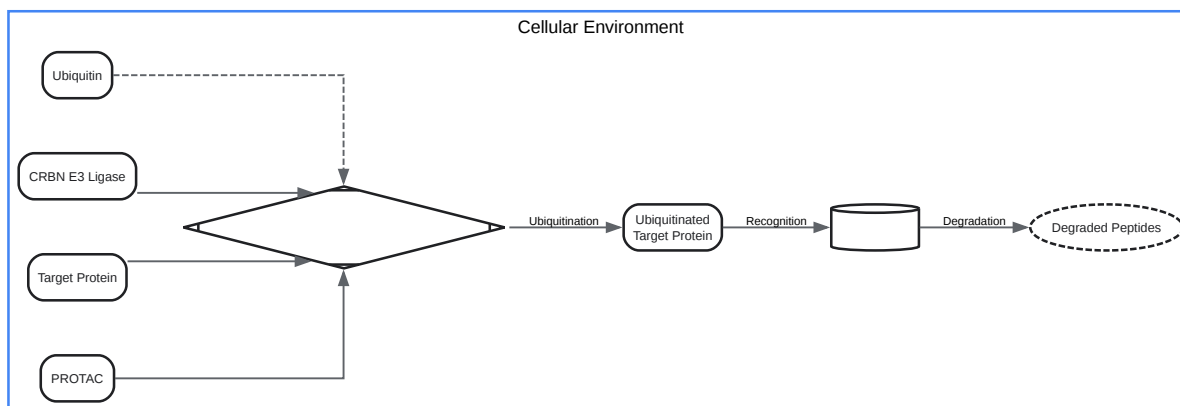 Cellular Environment
Ubiquitin
CRBN E3 Ligase
Target Protein
PROTAC
Ubiquitination
Ubiquitinated
Target Protein
Recognition
Degradation
Degraded Peptides